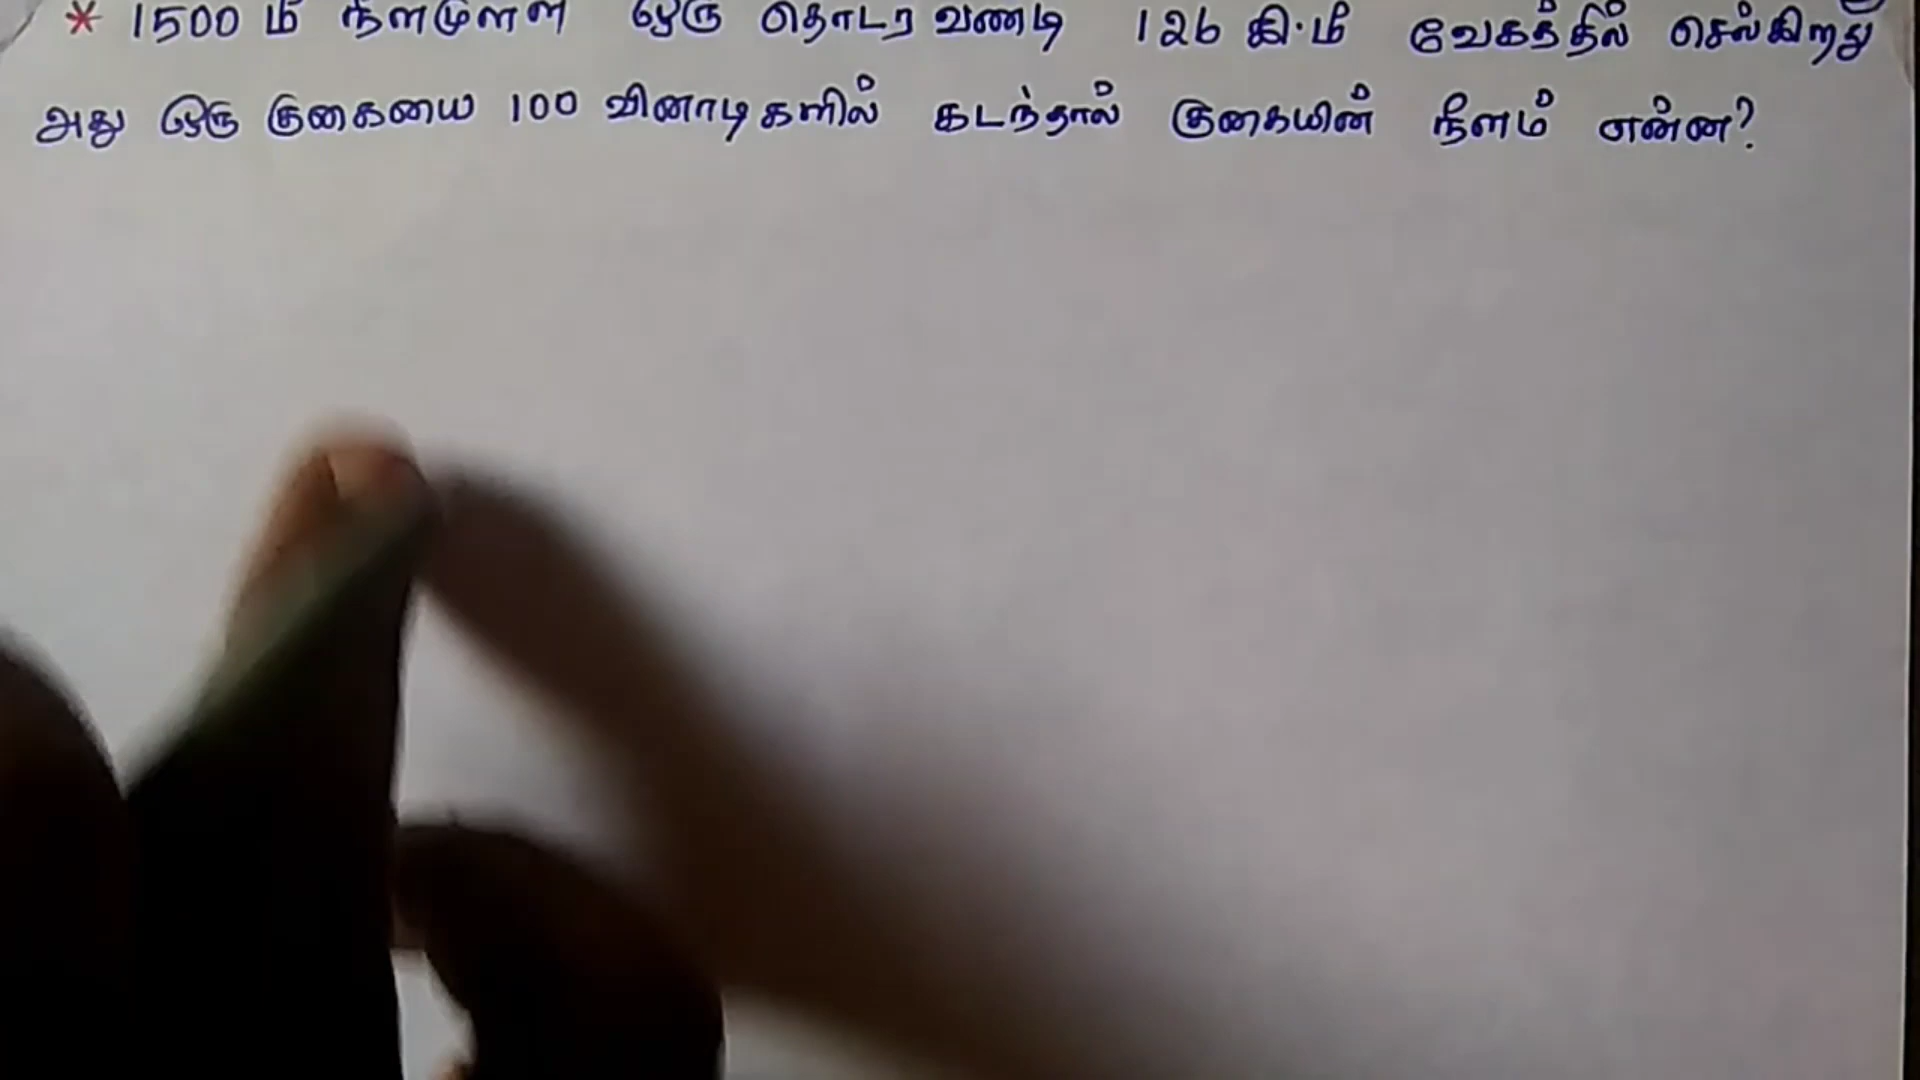 * 1500 மீ நீளமுள்ள ஒரு தொடர் வண்டி 126 கி.மீ வேகத்தில் செல்கிறது
அது ஒரு குகையை 100 வினாடிகளில் கடந்தால் குகையின் நீளம் என்ன?